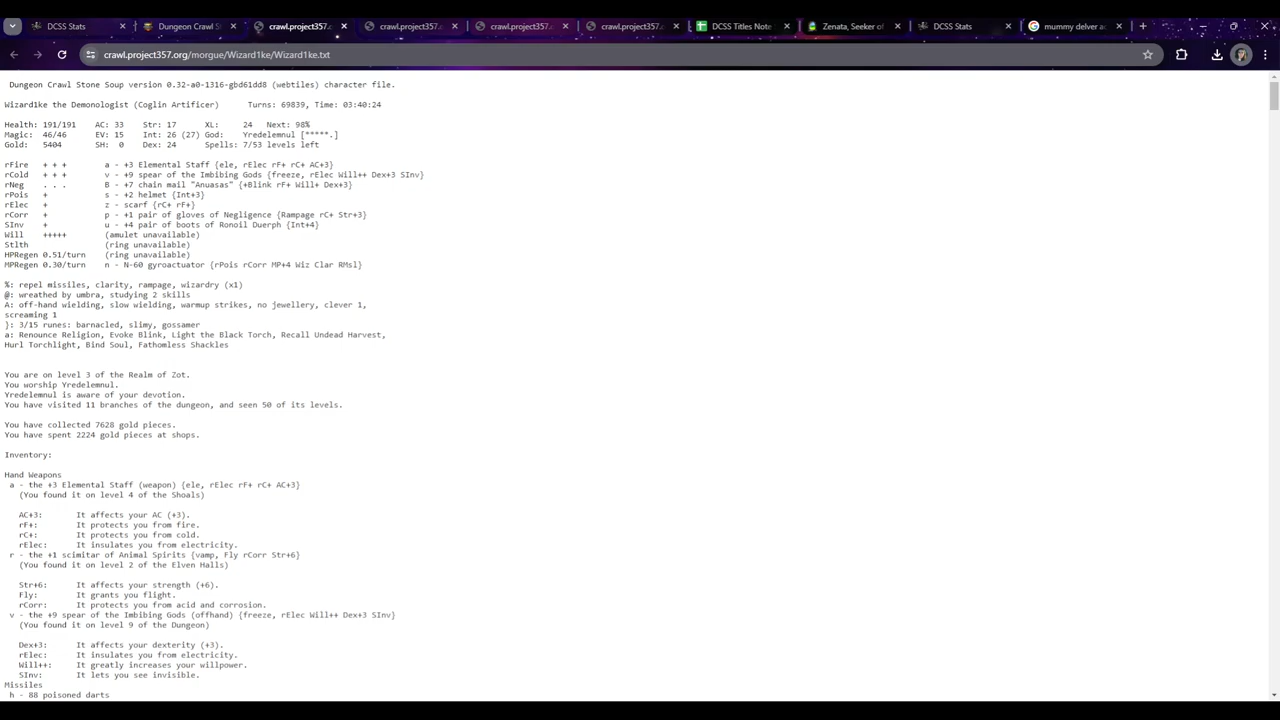 DCSS Stats
Dungeon Crawl S
crawl.project357.
crawl.project357.or
crawl.project357.or
crawl.project357.or
DCSS Titles Note
Zenata, Seeker of
DCSS Stats
mummy delver ac
crawl.project357.org/morgue/Wizard1ke/Wizard1ke.txt
Dungeon Crawl Stone Soup version 0.32-a0-1316-gbd61dd8 (webtiles) character file.
Wizard1ke the Demonologist (Coglin Artificer) Turns: 69839, Time: 03:40:24
Health: 191/191 AC: 33 Str: 17 XL: 24 Next: 98%
Magic: 46/46 EV: 15 Int: 26 (27) God: Yredelemnul [*****.]
Gold: 5404 SH: 0 Dex: 24 Spells: 7/53 levels left
rFire + + + a - +3 Elemental Staff {ele, rElec rF+ rC+ AC+3}
rCold + + + v - +9 spear of the Imbibing Gods {freeze, rElec Will++ Dex+3 SInv}
rNeg . . . B - +7 chain mail "Anuasas" {+Blink rF+ Will+ Dex+3}
rPois + s - +2 helmet {Int+3}
rElec + z - scarf {rC+ rF+}
rCorr + p - +1 pair of gloves of Negligence {Rampage rC+ Str+3}
SInv + u - +4 pair of boots of Ronoil Duerph {Int+4}
Will +++++ (amulet unavailable)
Stlth (ring unavailable)
HPRegen 0.51/turn (ring unavailable)
MPRegen 0.30/turn n - N-60 gyroactuator {rPois rCorr MP+4 Wiz Clar RMsl}
%: repel missiles, clarity, rampage, wizardry (x1)
@: wreathed by umbra, studying 2 skills
A: off-hand wielding, slow wielding, warmup strikes, no jewellery, clever 1,
screaming 1
}: 3/15 runes: barnacled, slimy, gossamer
a: Renounce Religion, Evoke Blink, Light the Black Torch, Recall Undead Harvest,
Hurl Torchlight, Bind Soul, Fathomless Shackles
You are on level 3 of the Realm of Zot.
You worship Yredelemnul.
Yredelemnul is aware of your devotion.
You have visited 11 branches of the dungeon, and seen 50 of its levels.
You have collected 7628 gold pieces.
You have spent 2224 gold pieces at shops.
Inventory:
Hand Weapons
a - the +3 Elemental Staff (weapon) {ele, rElec rF+ rC+ AC+3}
(You found it on level 4 of the Shoals)
AC+3: It affects your AC (+3).
rF+: It protects you from fire.
rC+: It protects you from cold.
rElec: It insulates you from electricity.
r - the +1 scimitar of Animal Spirits {vamp, Fly rCorr Str+6}
(You found it on level 2 of the Elven Halls)
Str+6: It affects your strength (+6).
Fly: It grants you flight.
rCorr: It protects you from acid and corrosion.
v - the +9 spear of the Imbibing Gods (offhand) {freeze, rElec Will++ Dex+3 SInv}
(You found it on level 9 of the Dungeon)
Dex+3: It affects your dexterity (+3).
rElec: It insulates you from electricity.
Will++: It greatly increases your willpower.
SInv: It lets you see invisible.
Missiles
h - 88 poisoned darts